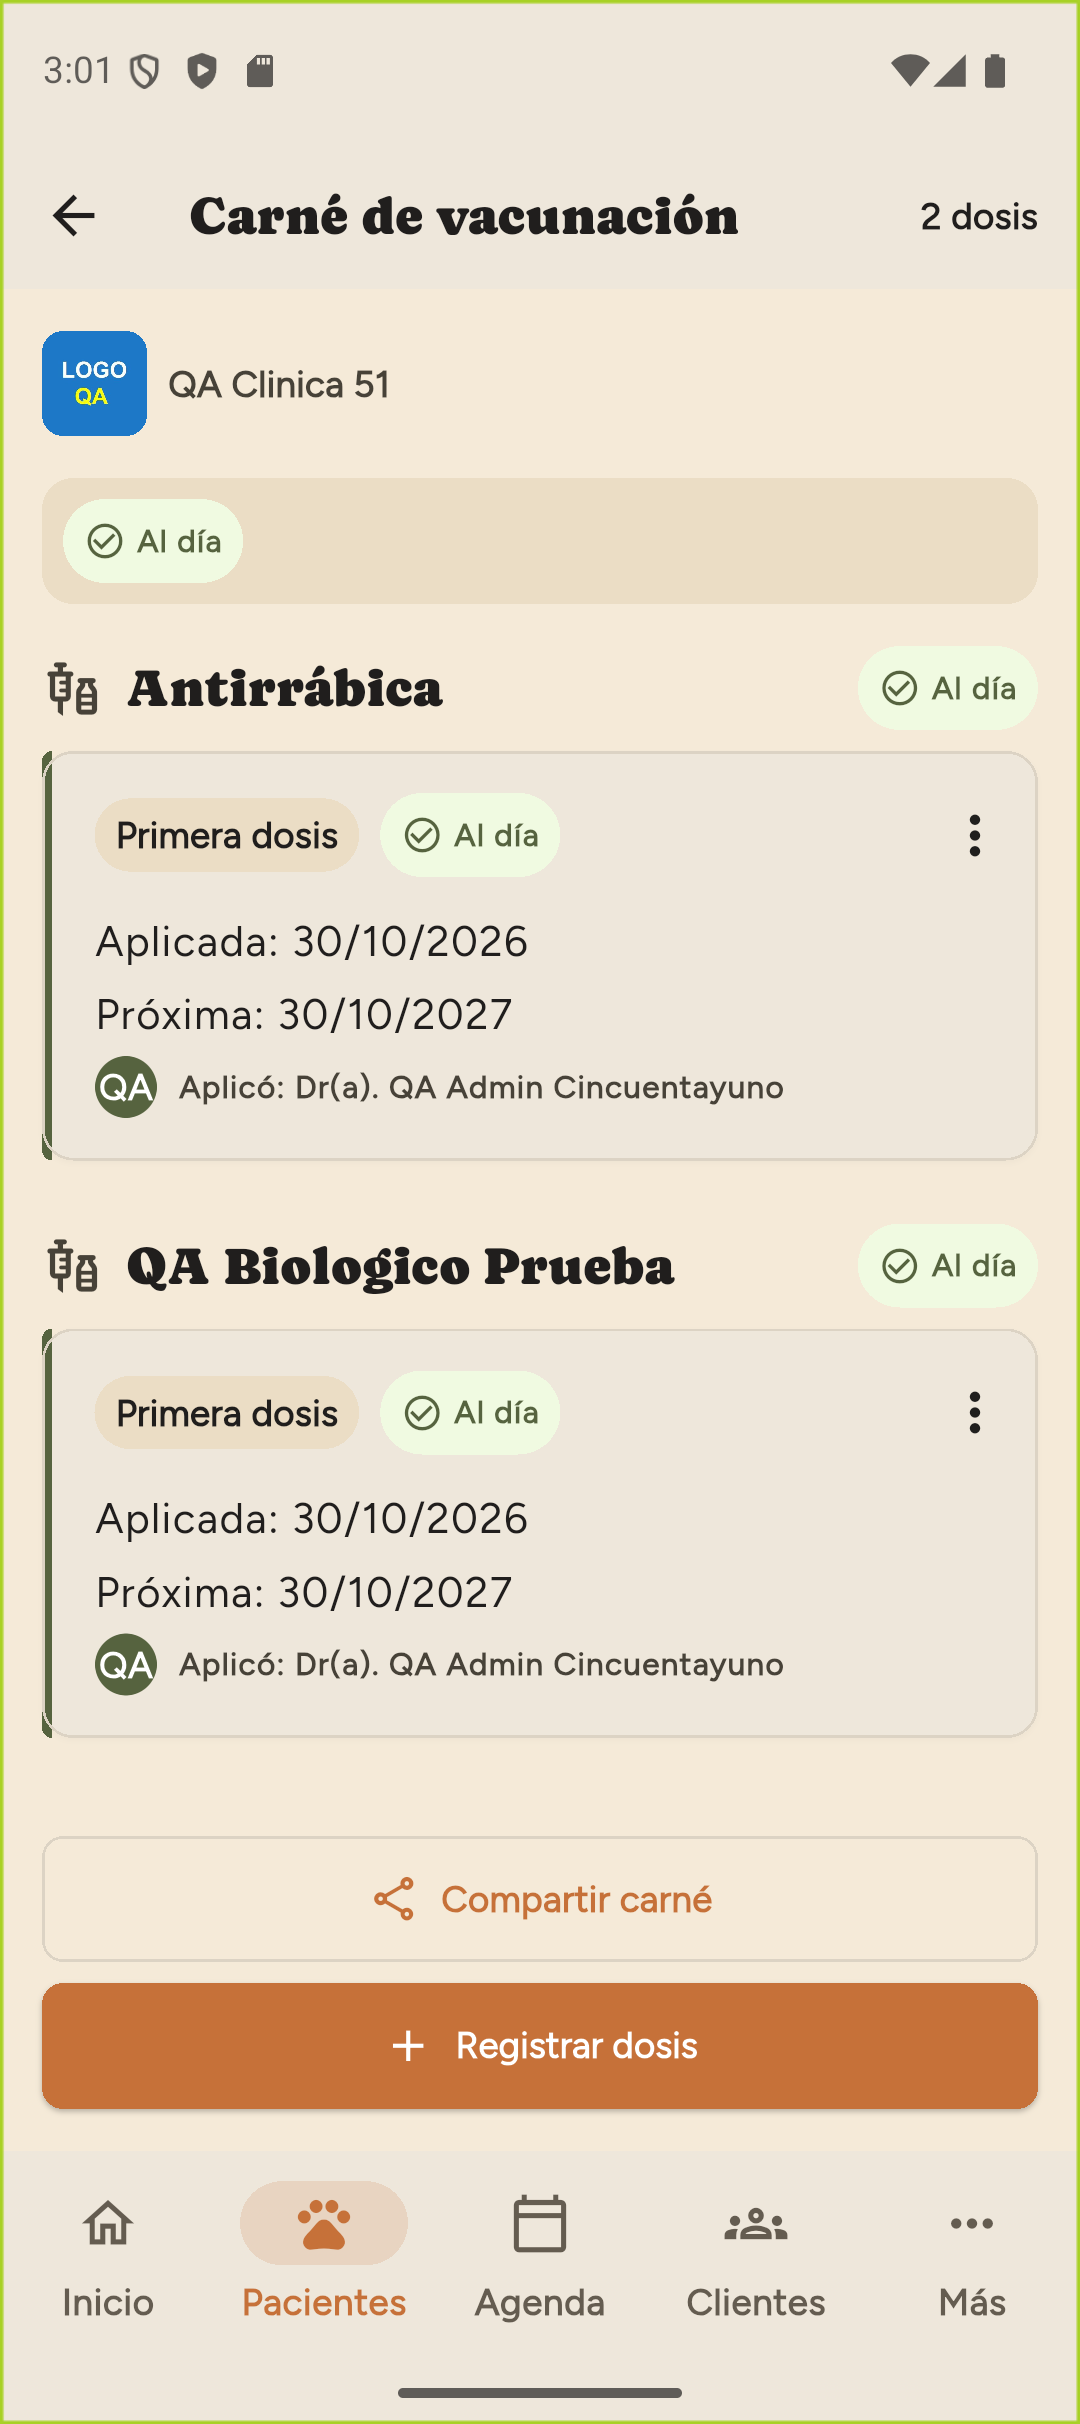 3:01
Carné de vacunación
2 dosis
LOGO
QA
QA Clinica 51
Al día
Antirrábica
Al día
Primera dosis
Al día
Aplicada: 30/10/2026
Próxima: 30/10/2027
QA
Aplicó: Dr(a). QA Admin Cincuentayuno
QA Biologico Prueba
Al día
Primera dosis
Al día
Aplicada: 30/10/2026
Próxima: 30/10/2027
QA
Aplicó: Dr(a). QA Admin Cincuentayuno
Compartir carné
Registrar dosis
Inicio
Pacientes
Agenda
Clientes
Más